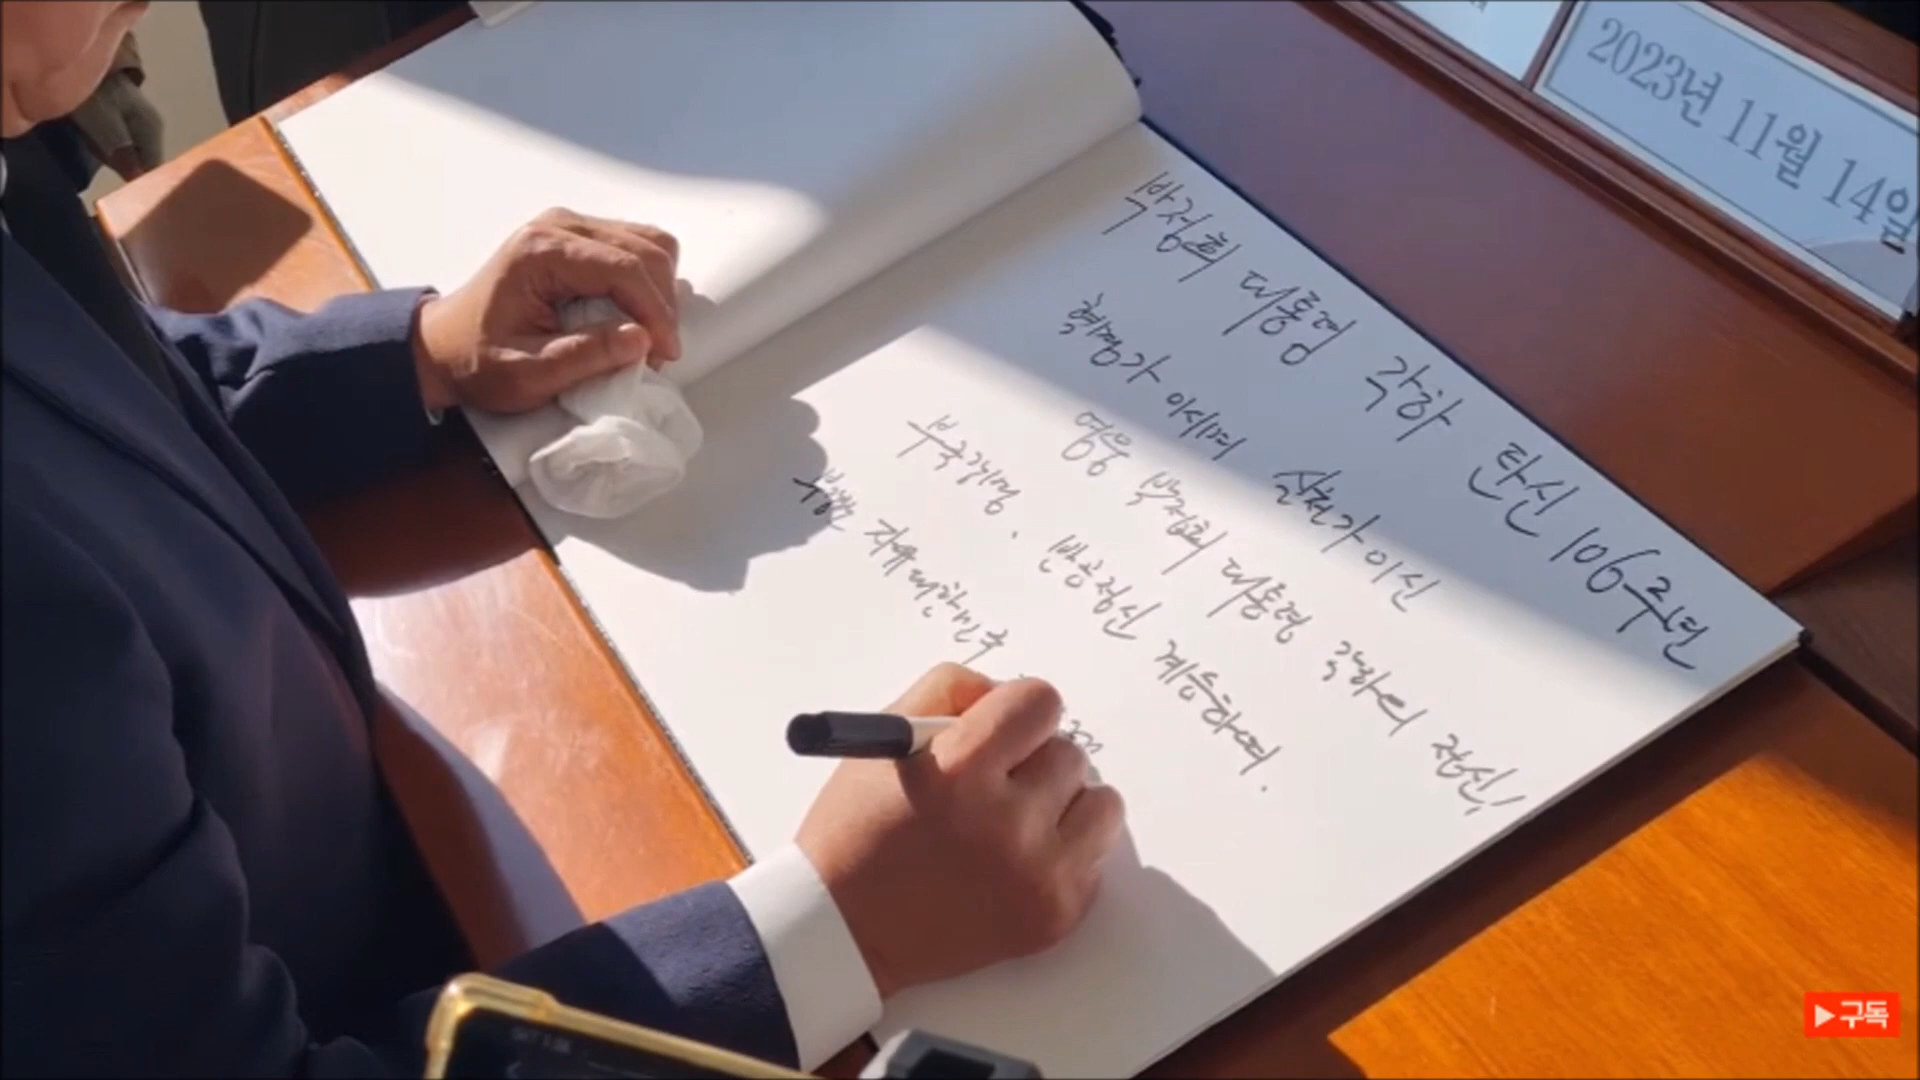 2023년 11월 14일
박정희 대통령 각하 탄신 106주년
혁명가 이시며 실천가 이신
영웅 박정희 대통령 각하의 정신!
부국강병. 반공정신 계승하여.
자유대한민국
구독